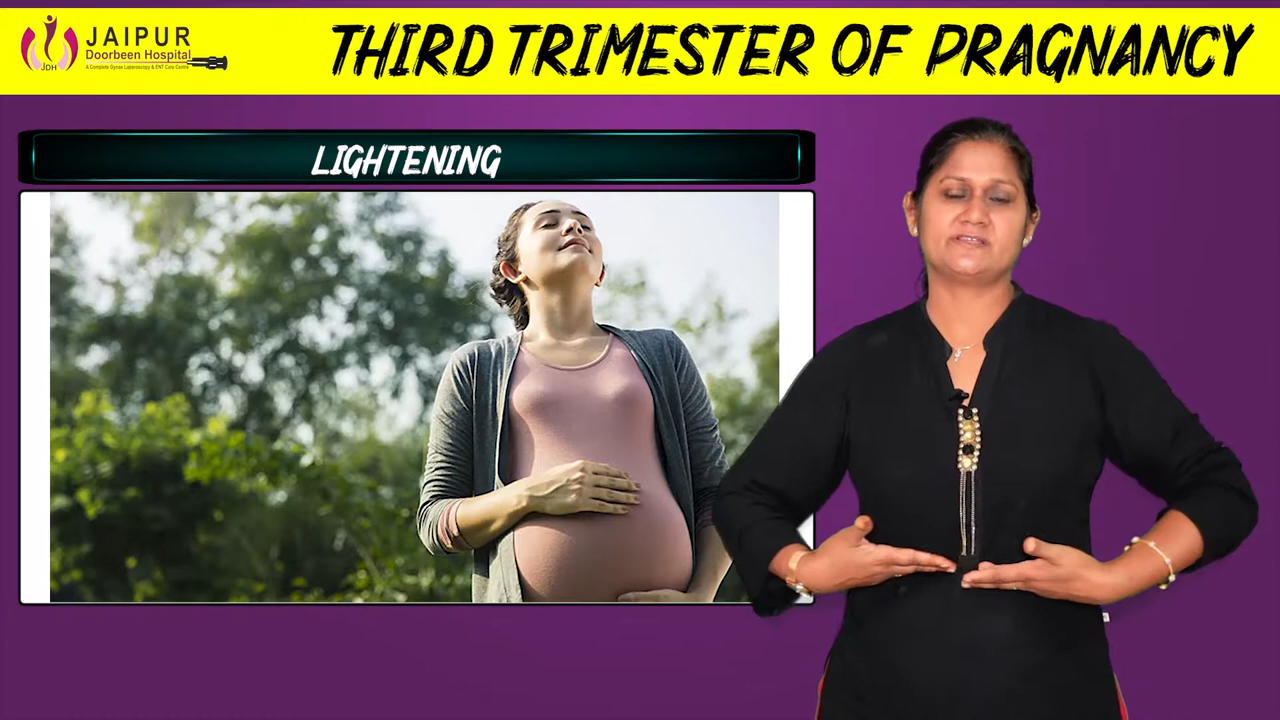 JAIPUR
Doorbeen Hospital
JDH
A Complete Gynae Laparoscopy & ENT Care Centre
THIRD TRIMESTER OF PRAGNANCY
LIGHTENING